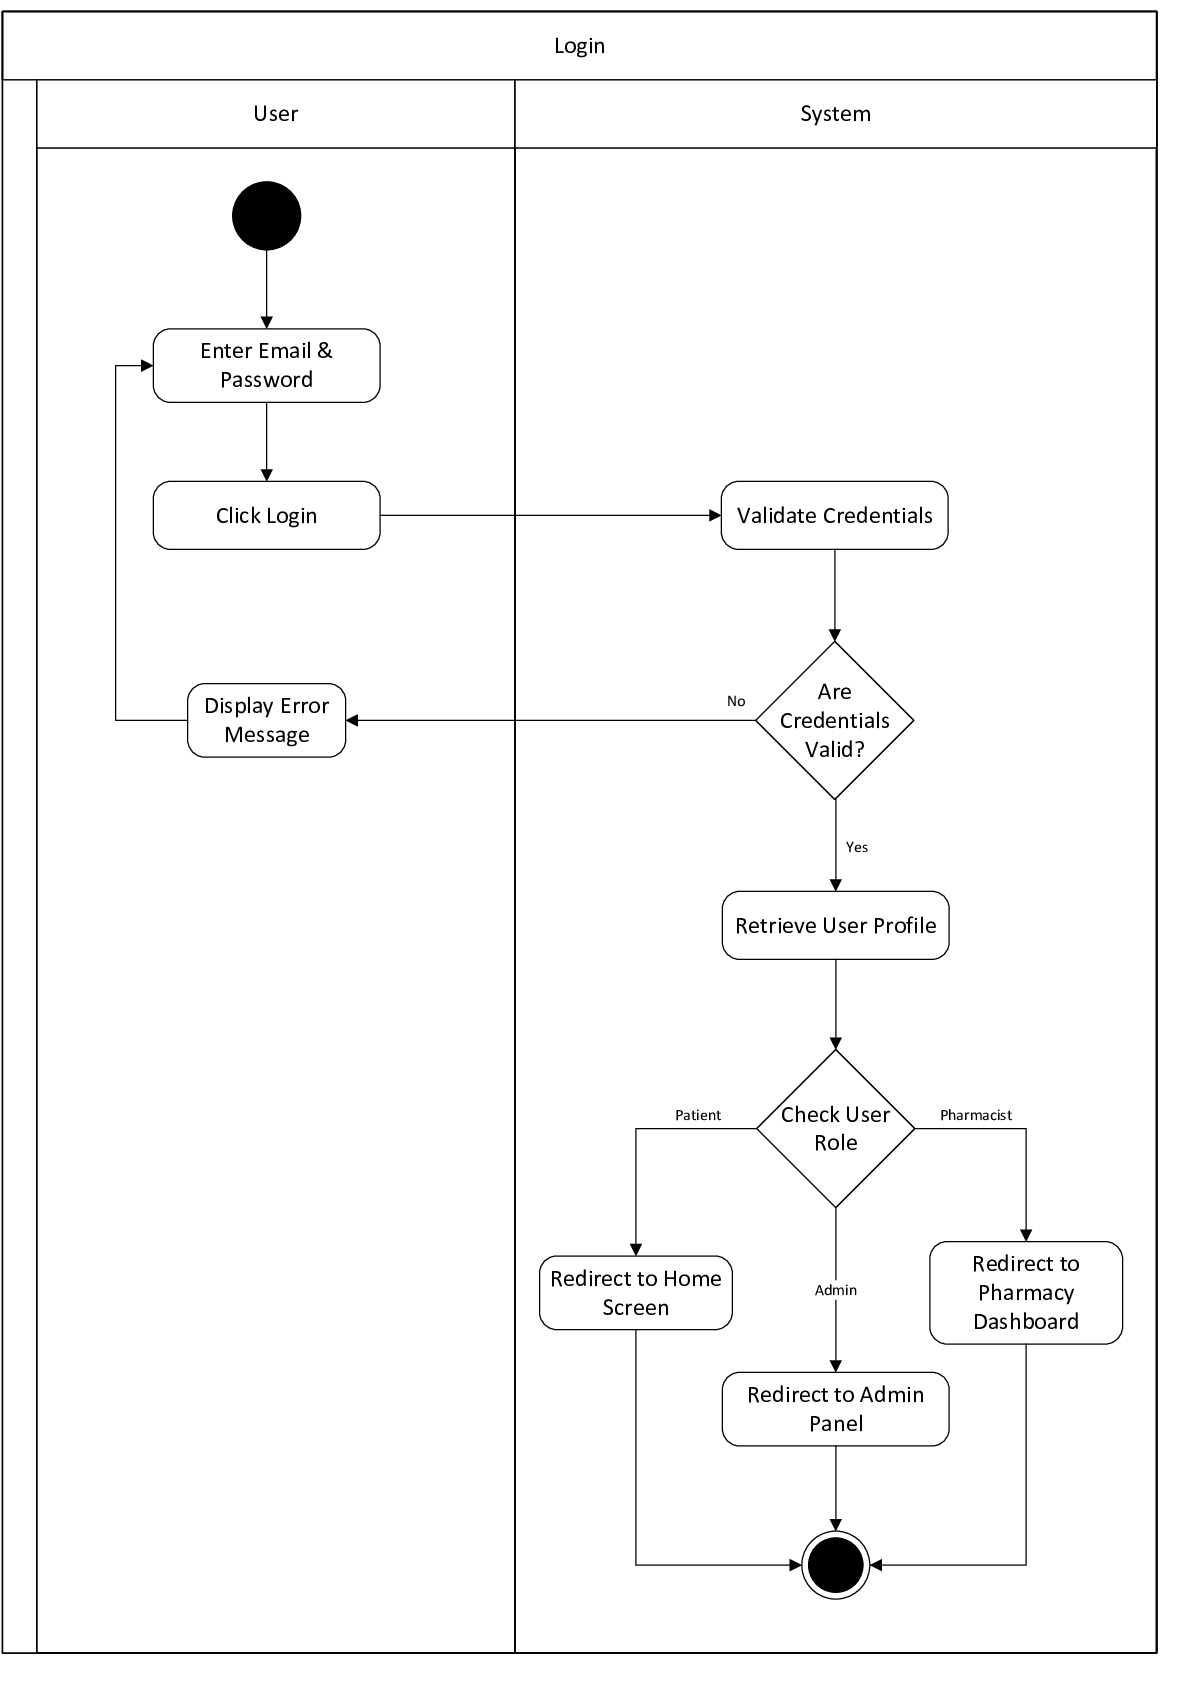 Login
User
System
Enter Email &
Password
Click Login
Validate Credentials
Are
Credentials
Valid?
No
Display Error
Message
Yes
Retrieve User Profile
Check User
Role
Patient
Pharmacist
Admin
Redirect to Home
Screen
Redirect to
Pharmacy
Dashboard
Redirect to Admin
Panel